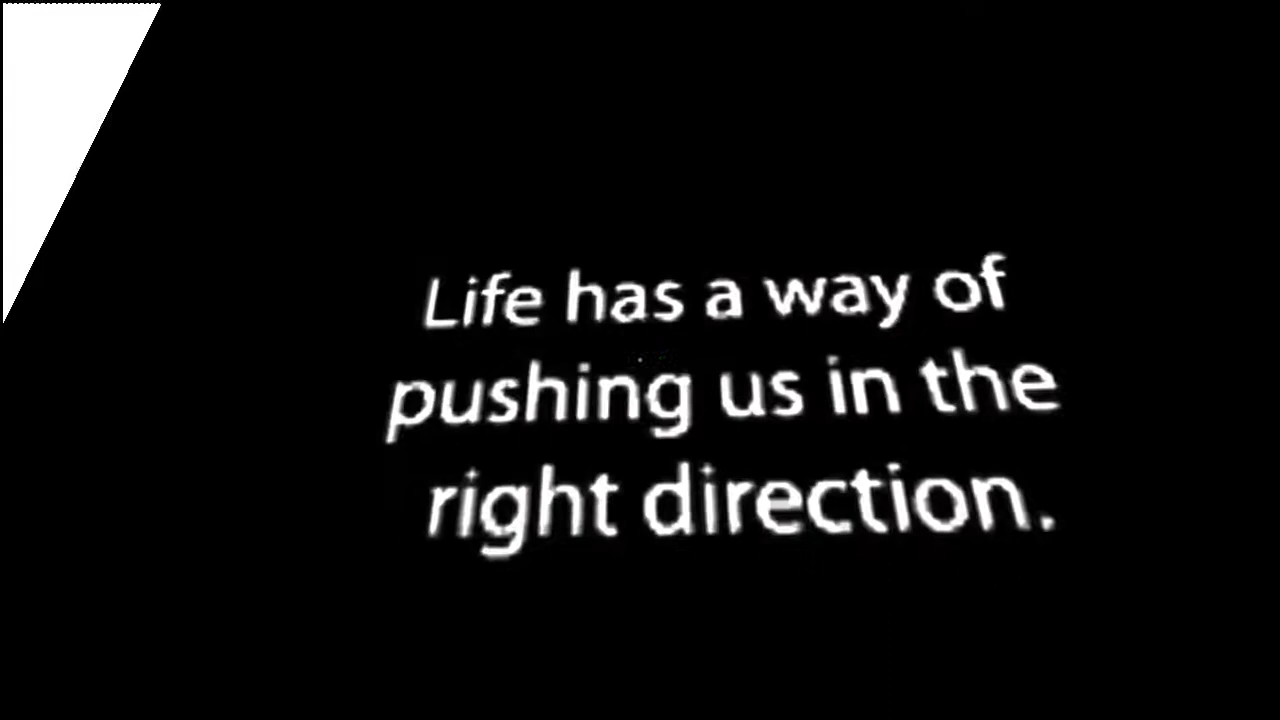 Life has a way of
pushing us in the
right direction.